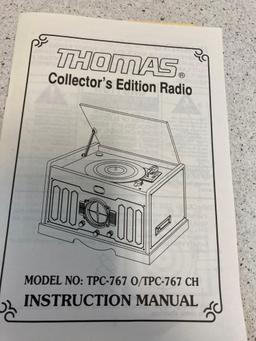 THOMAS®
Collector's Edition Radio
MODEL NO: TPC-767 O/TPC-767 CH
INSTRUCTION MANUAL